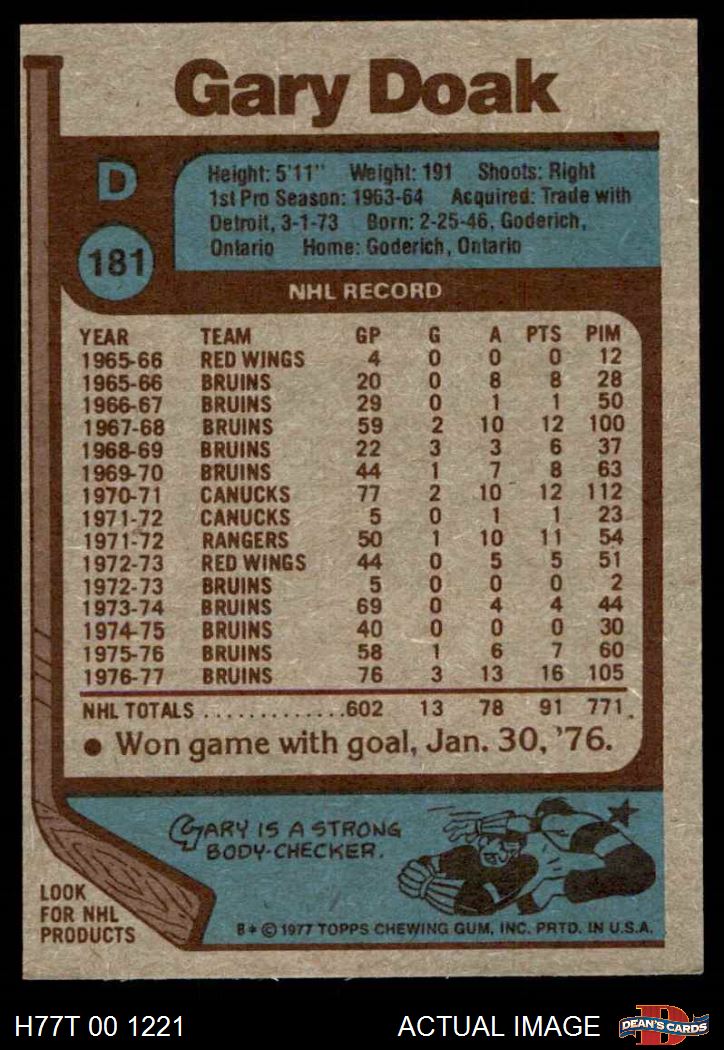 Gary Doak
D
181
Height: 5'11" Weight: 191 Shoots: Right
1st Pro Season: 1963-64 Acquired: Trade with
Detroit, 3-1-73 Born: 2-25-46, Goderich,
Ontario Home: Goderich, Ontario
NHL RECORD
YEAR TEAM GP G A PTS PIM
1965-66 RED WINGS 4 0 0 0 12
1965-66 BRUINS 20 0 8 8 28
1966-67 BRUINS 29 0 1 1 50
1967-68 BRUINS 59 2 10 12 100
1968-69 BRUINS 22 3 3 6 37
1969-70 BRUINS 44 1 7 8 63
1970-71 CANUCKS 77 2 10 12 112
1971-72 CANUCKS 5 0 1 1 23
1971-72 RANGERS 50 1 10 11 54
1972-73 RED WINGS 44 0 5 5 51
1972-73 BRUINS 5 0 0 0 2
1973-74 BRUINS 69 0 4 4 44
1974-75 BRUINS 40 0 0 0 30
1975-76 BRUINS 58 1 6 7 60
1976-77 BRUINS 76 3 13 16 105
NHL TOTALS .............602 13 78 91 771
● Won game with goal, Jan. 30, '76.
GARY IS A STRONG
BODY-CHECKER.
LOOK
FOR NHL
PRODUCTS
B* © 1977 TOPPS CHEWING GUM, INC. PRTD. IN U.S.A.
H77T 00 1221 ACTUAL IMAGE
D
DEAN'S CARDS